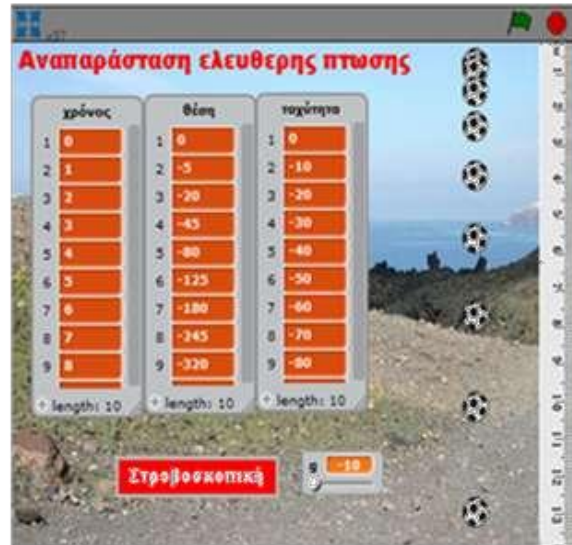 v37
Αναπαράσταση ελευθερης πτωσης
χρόνος θέση ταχύτητα
1 0 1 0 1 0
2 1 2 -5 2 -10
3 2 3 -20 3 -20
4 3 4 -45 4 -30
5 4 5 -80 5 -40
6 5 6 -125 6 -50
7 6 7 -180 7 -60
8 7 8 -245 8 -70
9 8 9 -320 9 -80
+ length: 10 + length: 10 + length: 10
Στροβοσκοπική
g -10